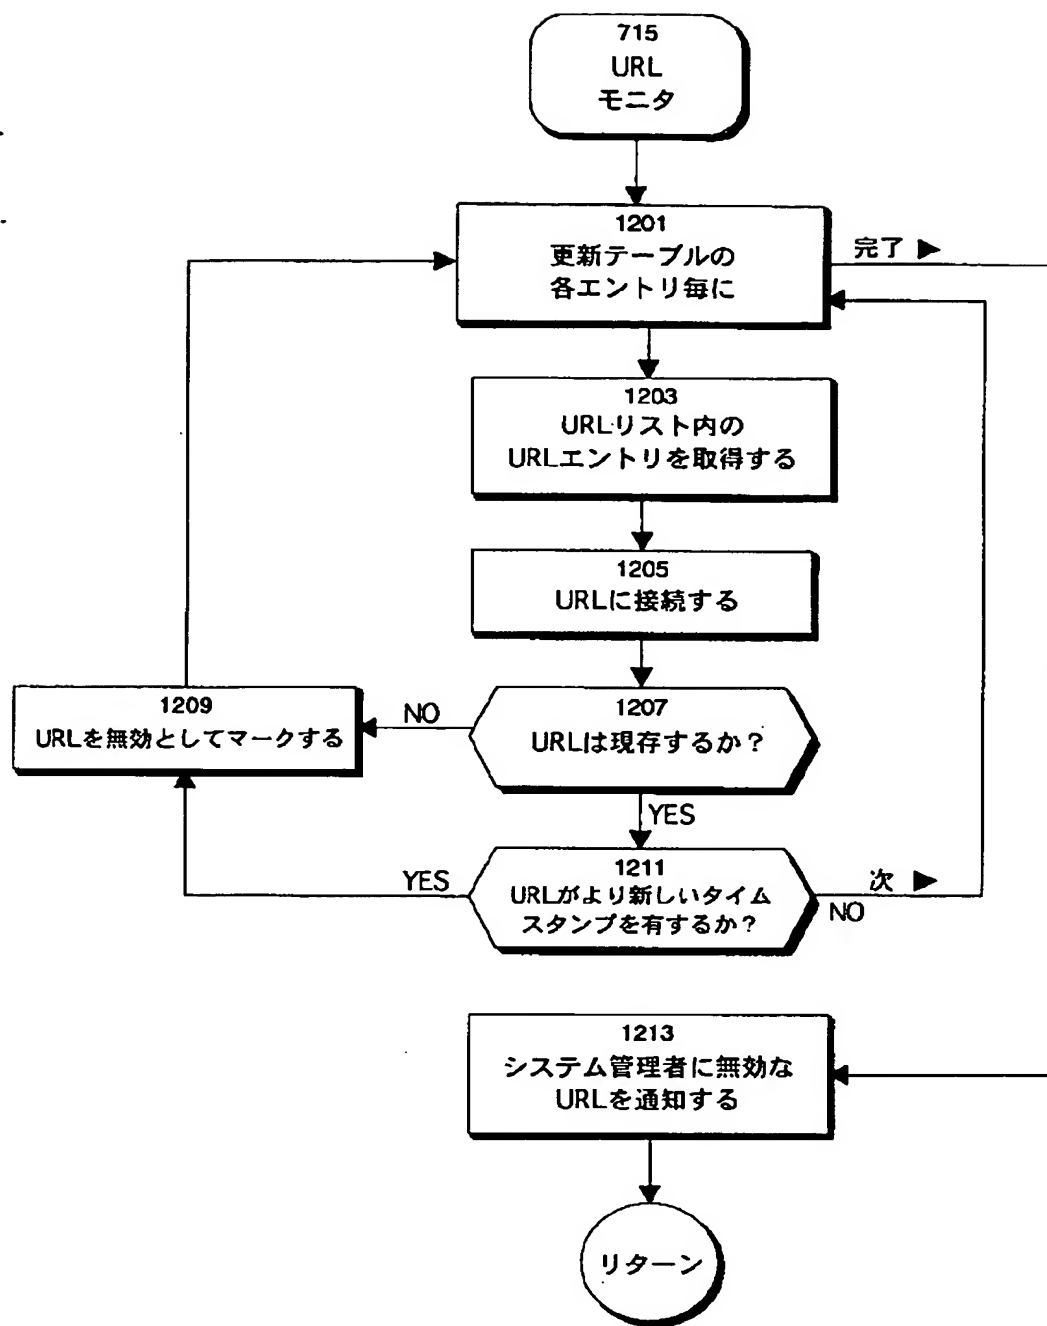 715
URL
モニタ
1201
更新テーブルの
各エントリ毎に
完了 ▶
1203
URLリスト内の
URLエントリを取得する
1205
URLに接続する
1209
URLを無効としてマークする
NO
1207
URLは現存するか？
YES
YES
1211
URLがより新しいタイム
スタンプを有するか？
次 ▶
NO
1213
システム管理者に無効な
URLを通知する
リターン